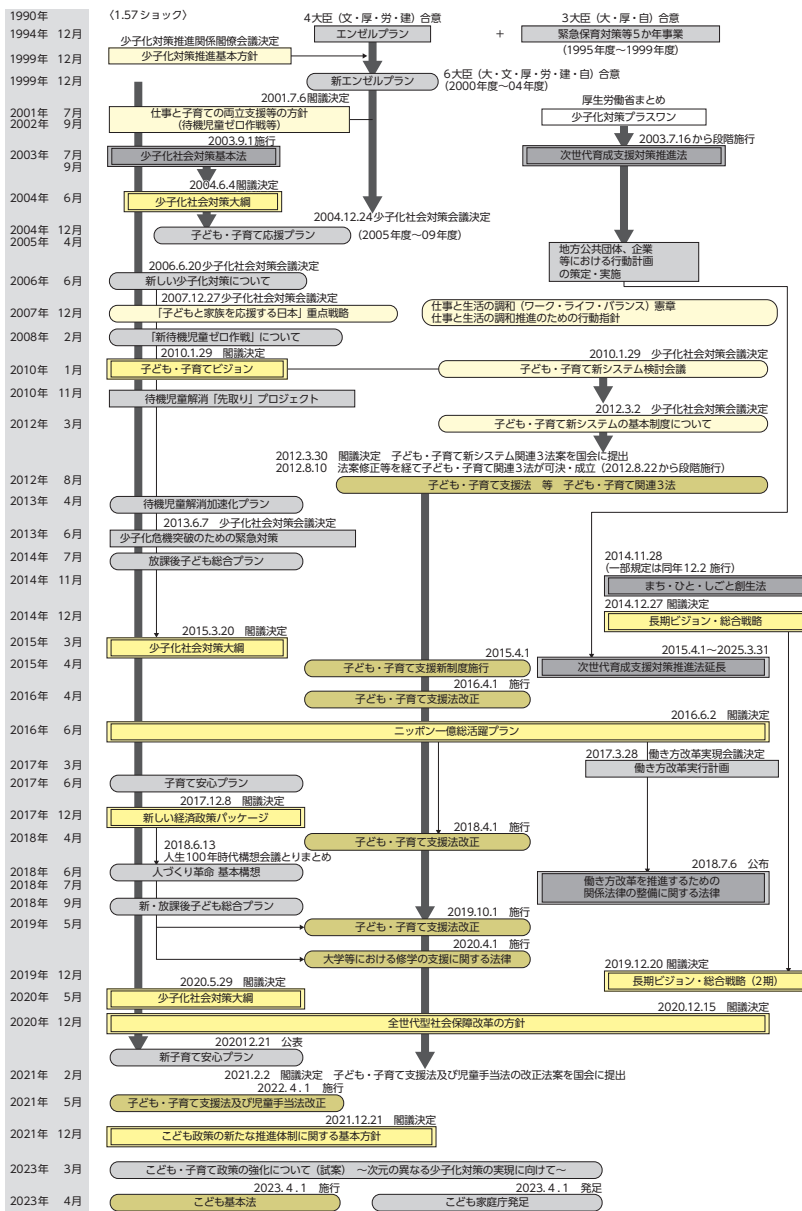 1990年 〈1.57ショック〉 4大臣（文・厚・労・建）合意 3大臣（大・厚・自）合意
1994年 12月 エンゼルプラン + 緊急保育対策等5か年事業
少子化対策推進関係閣僚会議決定 (1995年度～1999年度)
1999年 12月 少子化対策推進基本方針
1999年 12月 新エンゼルプラン 6大臣（大・文・厚・労・建・自）合意
(2000年度～04年度)
2001.7.6閣議決定 厚生労働省まとめ
2001年 7月 仕事と子育ての両立支援等の方針 少子化対策プラスワン
2002年 9月 (待機児童ゼロ作戦等)
2003.9.1施行 2003.7.16から段階施行
2003年 7月 少子化社会対策基本法 次世代育成支援対策推進法
9月
2004.6.4閣議決定
2004年 6月 少子化社会対策大綱
2004.12.24少子化社会対策会議決定
2004年 12月 子ども・子育て応援プラン (2005年度～09年度)
2005年 4月 地方公共団体、企業
等における行動計画
の策定・実施
2006.6.20少子化社会対策会議決定
2006年 6月 新しい少子化対策について
2007.12.27少子化社会対策会議決定
2007年 12月 「子どもと家族を応援する日本」重点戦略 仕事と生活の調和（ワーク・ライフ・バランス）憲章
仕事と生活の調和推進のための行動指針
2008年 2月 「新待機児童ゼロ作戦」について
2010.1.29 閣議決定 2010.1.29 少子化社会対策会議決定
2010年 1月 子ども・子育てビジョン 子ども・子育て新システム検討会議
2010年 11月 待機児童解消「先取り」プロジェクト 2012.3.2 少子化社会対策会議決定
2012年 3月 子ども・子育て新システムの基本制度について
2012.3.30 閣議決定 子ども・子育て新システム関連3法案を国会に提出
2012.8.10 法案修正等を経て子ども・子育て関連3法が可決・成立（2012.8.22から段階施行）
2012年 8月 子ども・子育て支援法 等 子ども・子育て関連3法
2013年 4月 待機児童解消加速化プラン
2013.6.7 少子化社会対策会議決定
2013年 6月 少子化危機突破のための緊急対策
2014年 7月 放課後子ども総合プラン 2014.11.28
(一部規定は同年12.2 施行)
2014年 11月 まち・ひと・しごと創生法
2014.12.27 閣議決定
2014年 12月 長期ビジョン・総合戦略
2015.3.20 閣議決定
2015年 3月 少子化社会対策大綱
2015.4.1 2015.4.1～2025.3.31
2015年 4月 子ども・子育て支援新制度施行 次世代育成支援対策推進法延長
2016.4.1 施行
2016年 4月 子ども・子育て支援法改正
2016.6.2 閣議決定
2016年 6月 ニッポン一億総活躍プラン
2017.3.28 働き方改革実現会議決定
2017年 3月 働き方改革実行計画
2017年 6月 子育て安心プラン
2017.12.8 閣議決定
2017年 12月 新しい経済政策パッケージ
2018.4.1 施行
2018年 4月 子ども・子育て支援法改正
2018.6.13
人生100年時代構想会議とりまとめ 2018.7.6 公布
2018年 6月 人づくり革命 基本構想 働き方改革を推進するための
2018年 7月 関係法律の整備に関する法律
2018年 9月 新・放課後子ども総合プラン
2019.10.1 施行
2019年 5月 子ども・子育て支援法改正
2020.4.1 施行
大学等における修学の支援に関する法律
2019.12.20 閣議決定
2019年 12月 長期ビジョン・総合戦略（2期）
2020.5.29 閣議決定
2020年 5月 少子化社会対策大綱
2020.12.15 閣議決定
2020年 12月 全世代型社会保障改革の方針
202012.21 公表
新子育て安心プラン
2021年 2月 2021.2.2 閣議決定 子ども・子育て支援法及び児童手当法の改正法案を国会に提出
2022. 4. 1 施行
2021年 5月 子ども・子育て支援法及び児童手当法改正
2021.12.21 閣議決定
2021年 12月 こども政策の新たな推進体制に関する基本方針
2023年 3月 こども・子育て政策の強化について（試案） ～次元の異なる少子化対策の実現に向けて～
2023. 4. 1 施行 2023. 4. 1 発足
2023年 4月 こども基本法 こども家庭庁発足